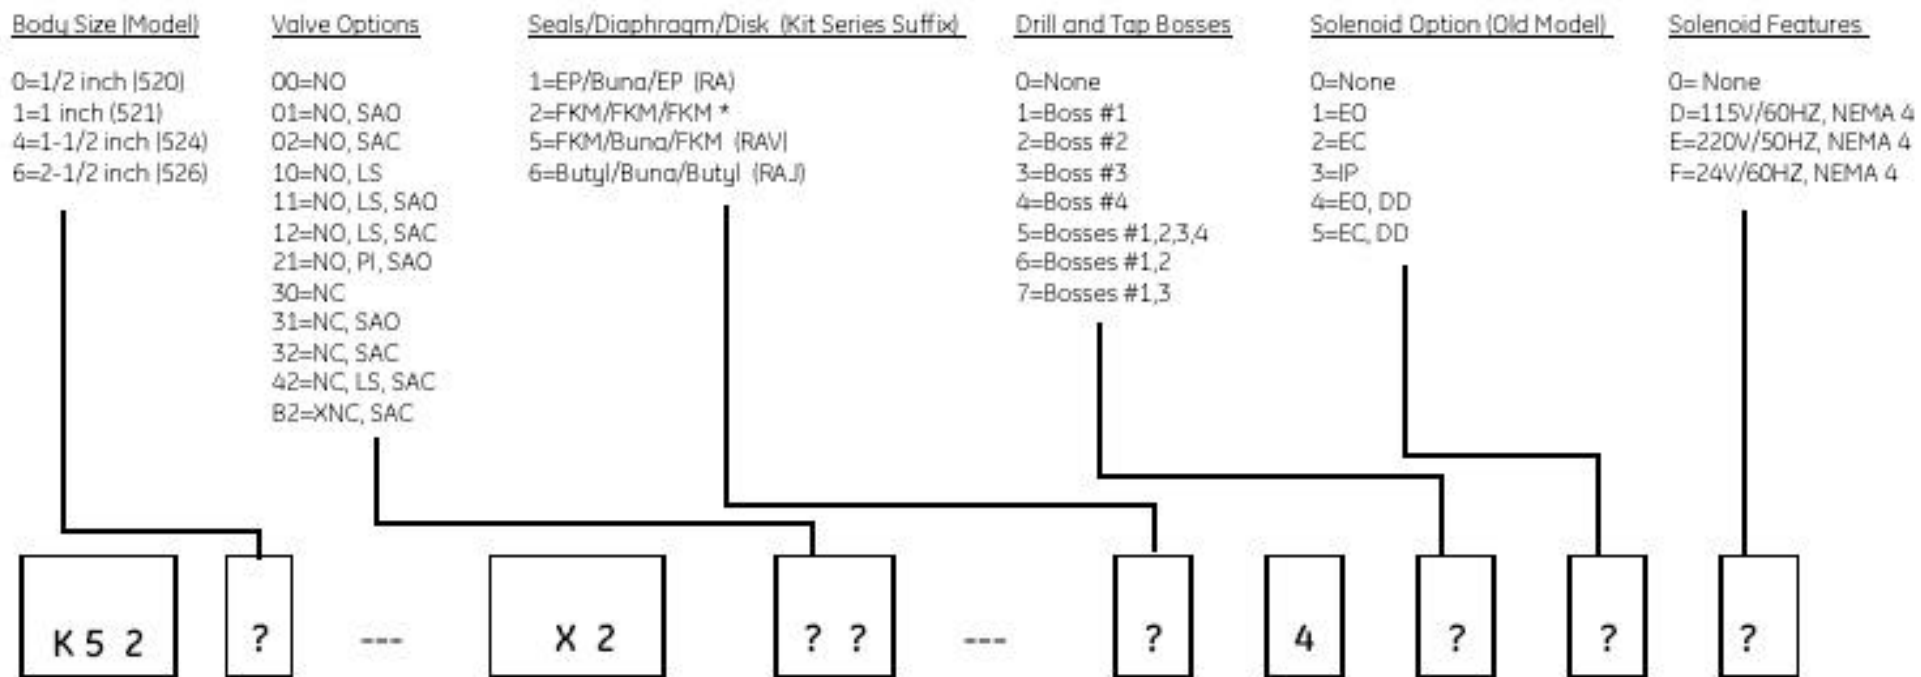 Body Size (Model)
0=1/2 inch (520)
1=1 inch (521)
4=1-1/2 inch (524)
6=2-1/2 inch (526)
Valve Options
00=NO
01=NO, SAO
02=NO, SAC
10=NO, LS
11=NO, LS, SAO
12=NO, LS, SAC
21=NO, PI, SAO
30=NC
31=NC, SAO
32=NC, SAC
42=NC, LS, SAC
B2=XNC, SAC
Seals/Diaphragm/Disk (Kit Series Suffix)
1=EP/Buna/EP (RA)
2=FKM/FKM/FKM *
5=FKM/Buna/FKM (RAV)
6=Butyl/Buna/Butyl (RAJ)
Drill and Tap Bosses
0=None
1=Boss #1
2=Boss #2
3=Boss #3
4=Boss #4
5=Bosses #1,2,3,4
6=Bosses #1,2
7=Bosses #1,3
Solenoid Option (Old Model)
0=None
1=EO
2=EC
3=IP
4=EO, DD
5=EC, DD
Solenoid Features
0= None
D=115V/60HZ, NEMA 4
E=220V/50HZ, NEMA 4
F=24V/60HZ, NEMA 4
K 5 2 ? --- X 2 ? ? --- ? 4 ? ? ?